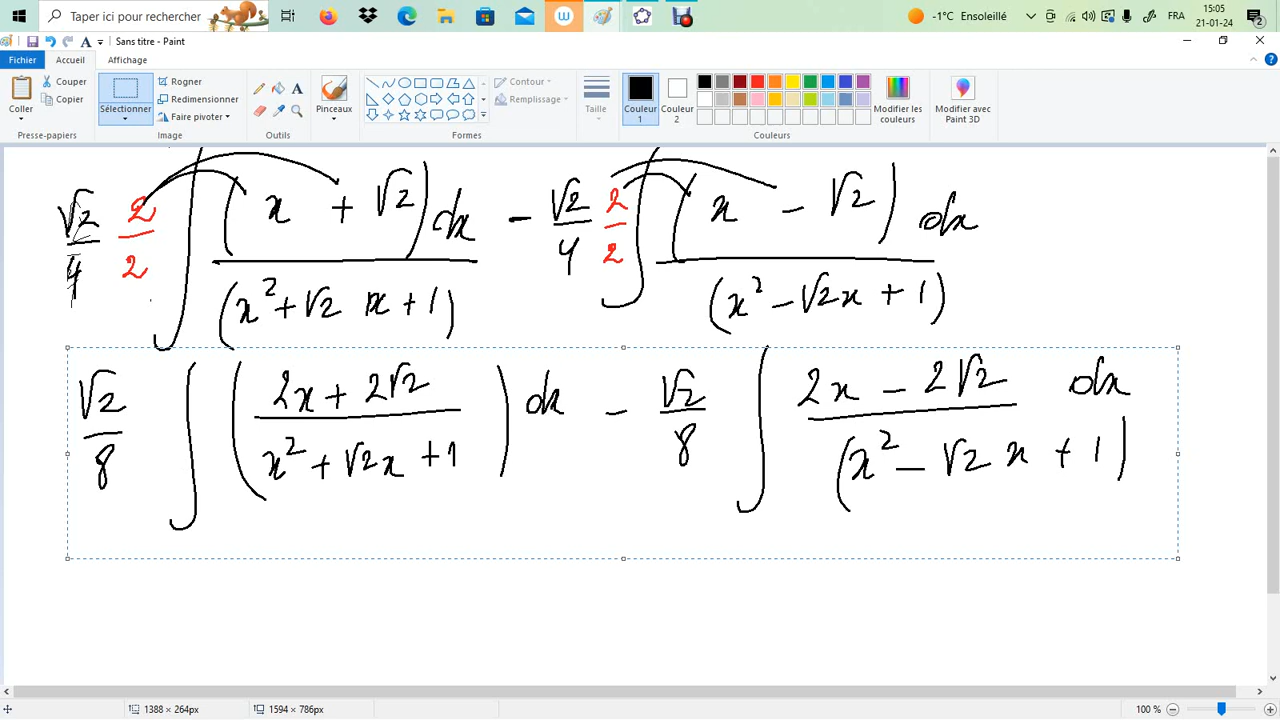 Taper ici pour rechercher -1°C Ensoleillé FRA 15:05 21-01-24 2
Sans titre - Paint
Fichier Accueil Affichage
Coller Couper Copier Sélectionner Rogner Redimensionner Faire pivoter A Pinceaux Contour Remplissage Taille Couleur 1 Couleur 2 Modifier les couleurs Modifier avec Paint 3D
Presse-papiers Image Outils Formes Couleurs
√2/4 2/2 ∫ (x + √2) dx / (x² + √2 x + 1) - √2/4 2/2 ∫ (x - √2) dx / (x² - √2x + 1)
√2/8 ∫ ( 2x + 2√2 / x² + √2x + 1 ) dx - √2/8 ∫ 2x - 2√2 / (x² - √2 x + 1) dx
1388 × 264px 1594 × 786px 100 %